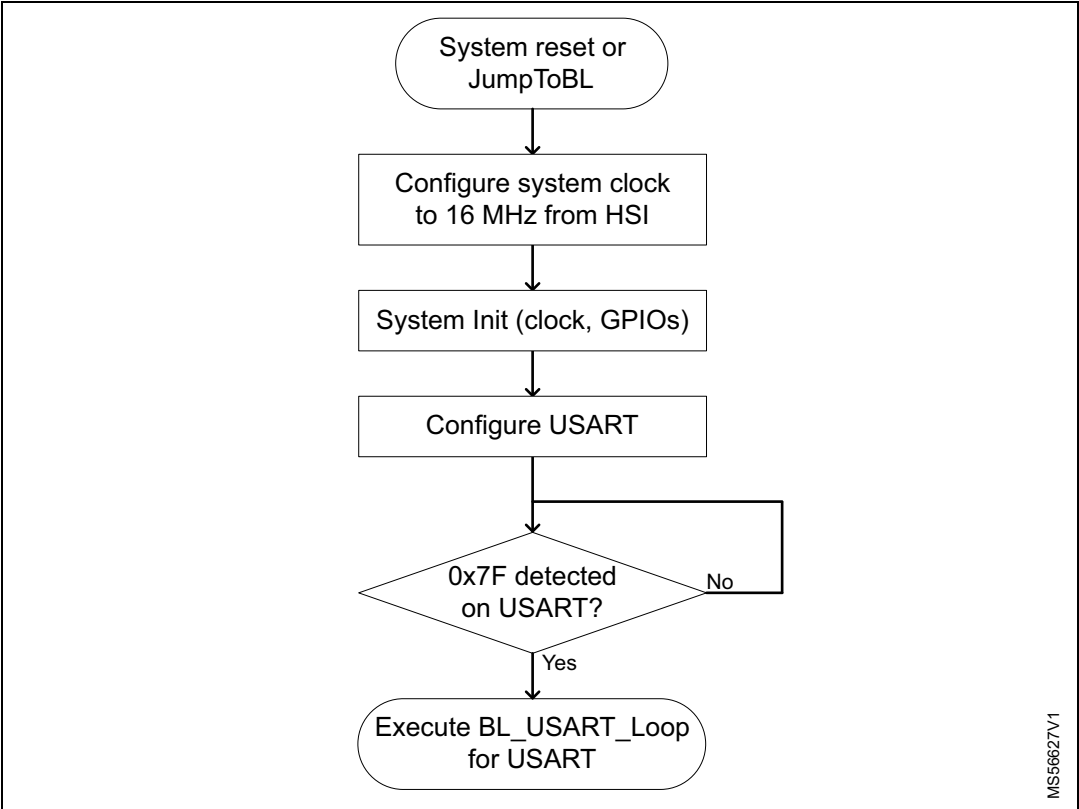 System reset or
JumpToBL
Configure system clock
to 16 MHz from HSI
System Init (clock, GPIOs)
Configure USART
0x7F detected
on USART?
No
Yes
Execute BL_USART_Loop
for USART
MS56627V1